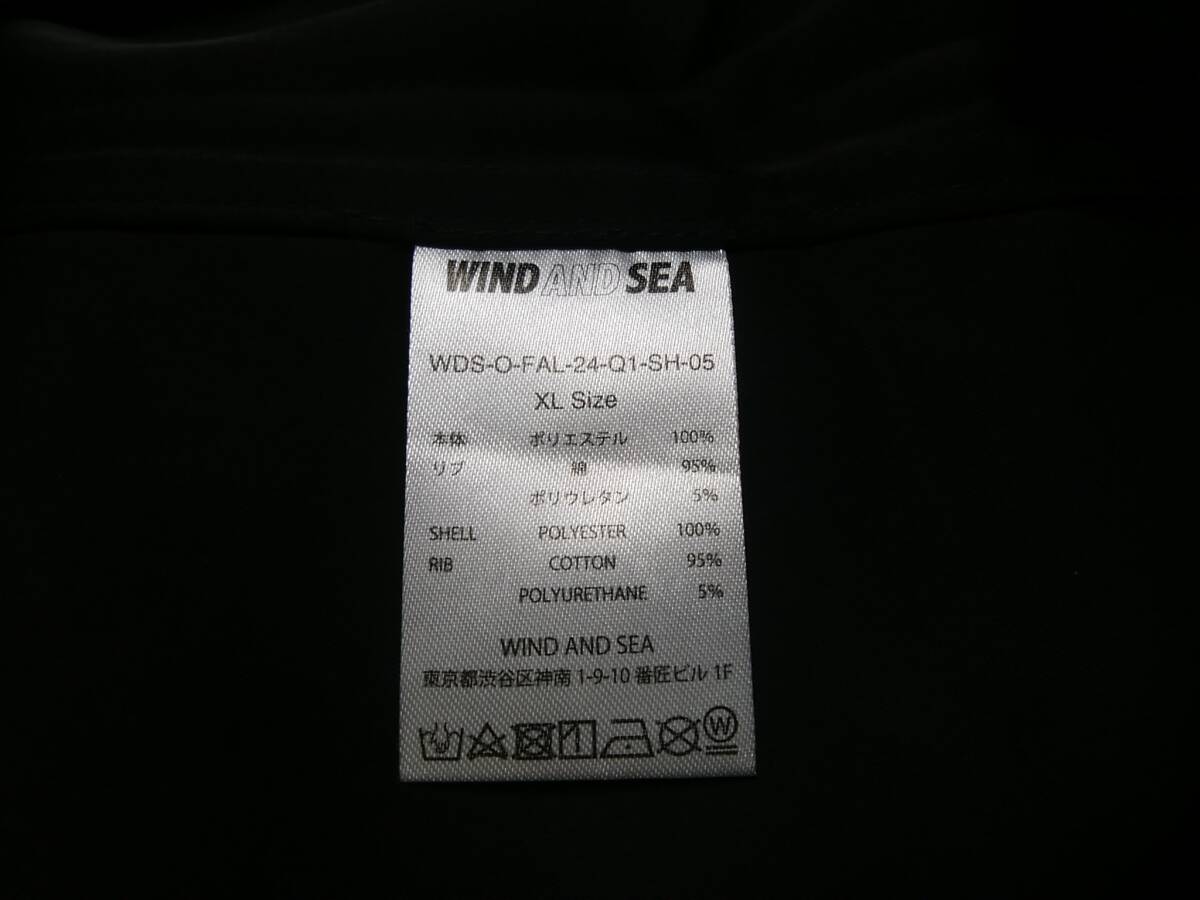 WIND AND SEA
WDS-O-FAL-24-Q1-SH-05
XL Size
本体 ポリエステル 100%
リブ 綿 95%
ポリウレタン 5%
SHELL POLYESTER 100%
RIB COTTON 95%
POLYURETHANE 5%
WIND AND SEA
東京都渋谷区神南 1-9-10 番匠ビル 1F
W